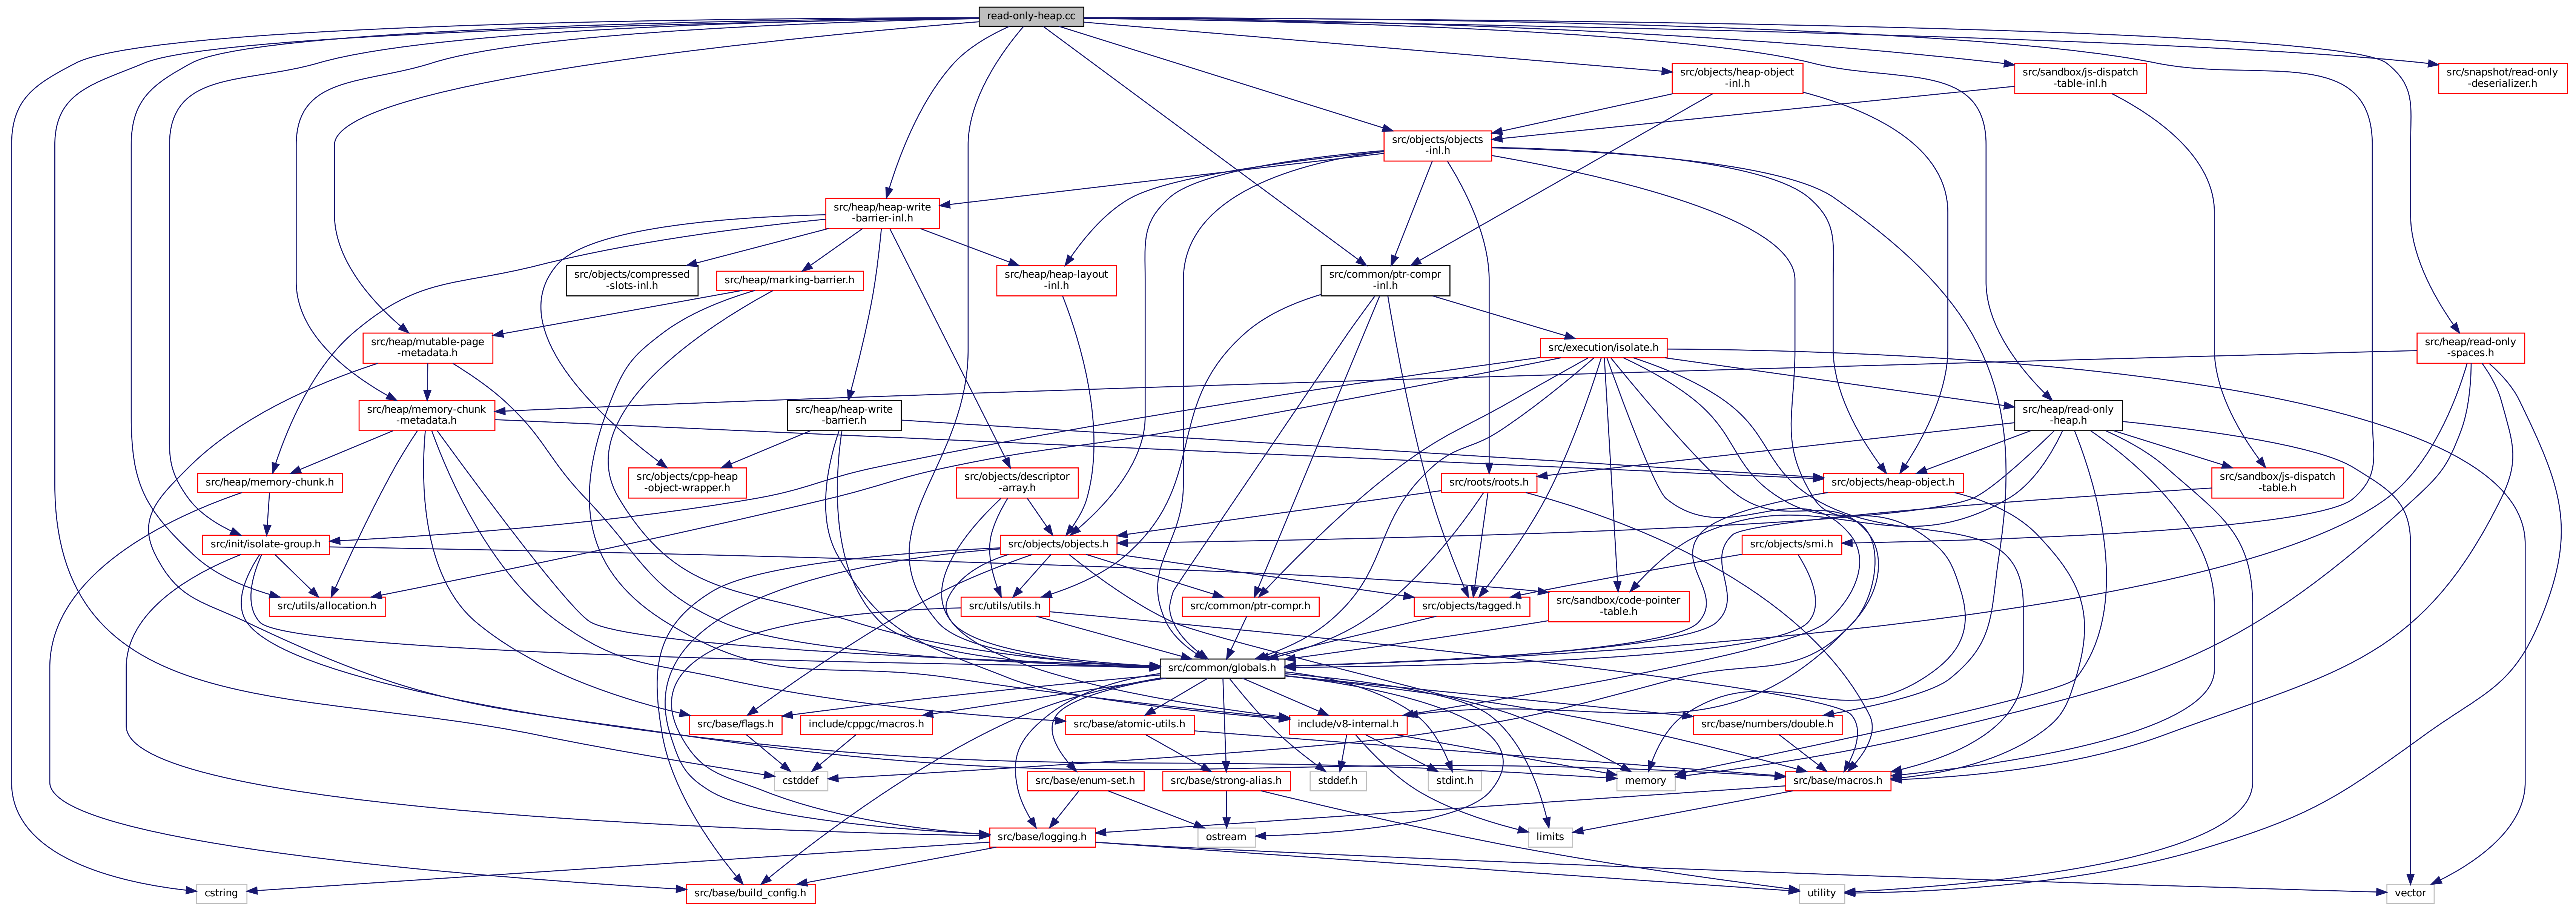 read-only-heap.cc
src/objects/heap-object
-inl.h
src/sandbox/js-dispatch
-table-inl.h
src/snapshot/read-only
-deserializer.h
src/objects/objects
-inl.h
src/heap/heap-write
-barrier-inl.h
src/objects/compressed
-slots-inl.h
src/heap/marking-barrier.h
src/heap/heap-layout
-inl.h
src/common/ptr-compr
-inl.h
src/heap/mutable-page
-metadata.h
src/execution/isolate.h
src/heap/read-only
-spaces.h
src/heap/memory-chunk
-metadata.h
src/heap/heap-write
-barrier.h
src/heap/read-only
-heap.h
src/heap/memory-chunk.h
src/objects/cpp-heap
-object-wrapper.h
src/objects/descriptor
-array.h
src/roots/roots.h
src/objects/heap-object.h
src/sandbox/js-dispatch
-table.h
src/init/isolate-group.h
src/objects/objects.h
src/objects/smi.h
src/utils/allocation.h
src/utils/utils.h
src/common/ptr-compr.h
src/objects/tagged.h
src/sandbox/code-pointer
-table.h
src/common/globals.h
src/base/flags.h
include/cppgc/macros.h
src/base/atomic-utils.h
include/v8-internal.h
src/base/numbers/double.h
cstddef
src/base/enum-set.h
src/base/strong-alias.h
stddef.h
stdint.h
memory
src/base/macros.h
src/base/logging.h
ostream
limits
cstring
src/base/build_config.h
utility
vector